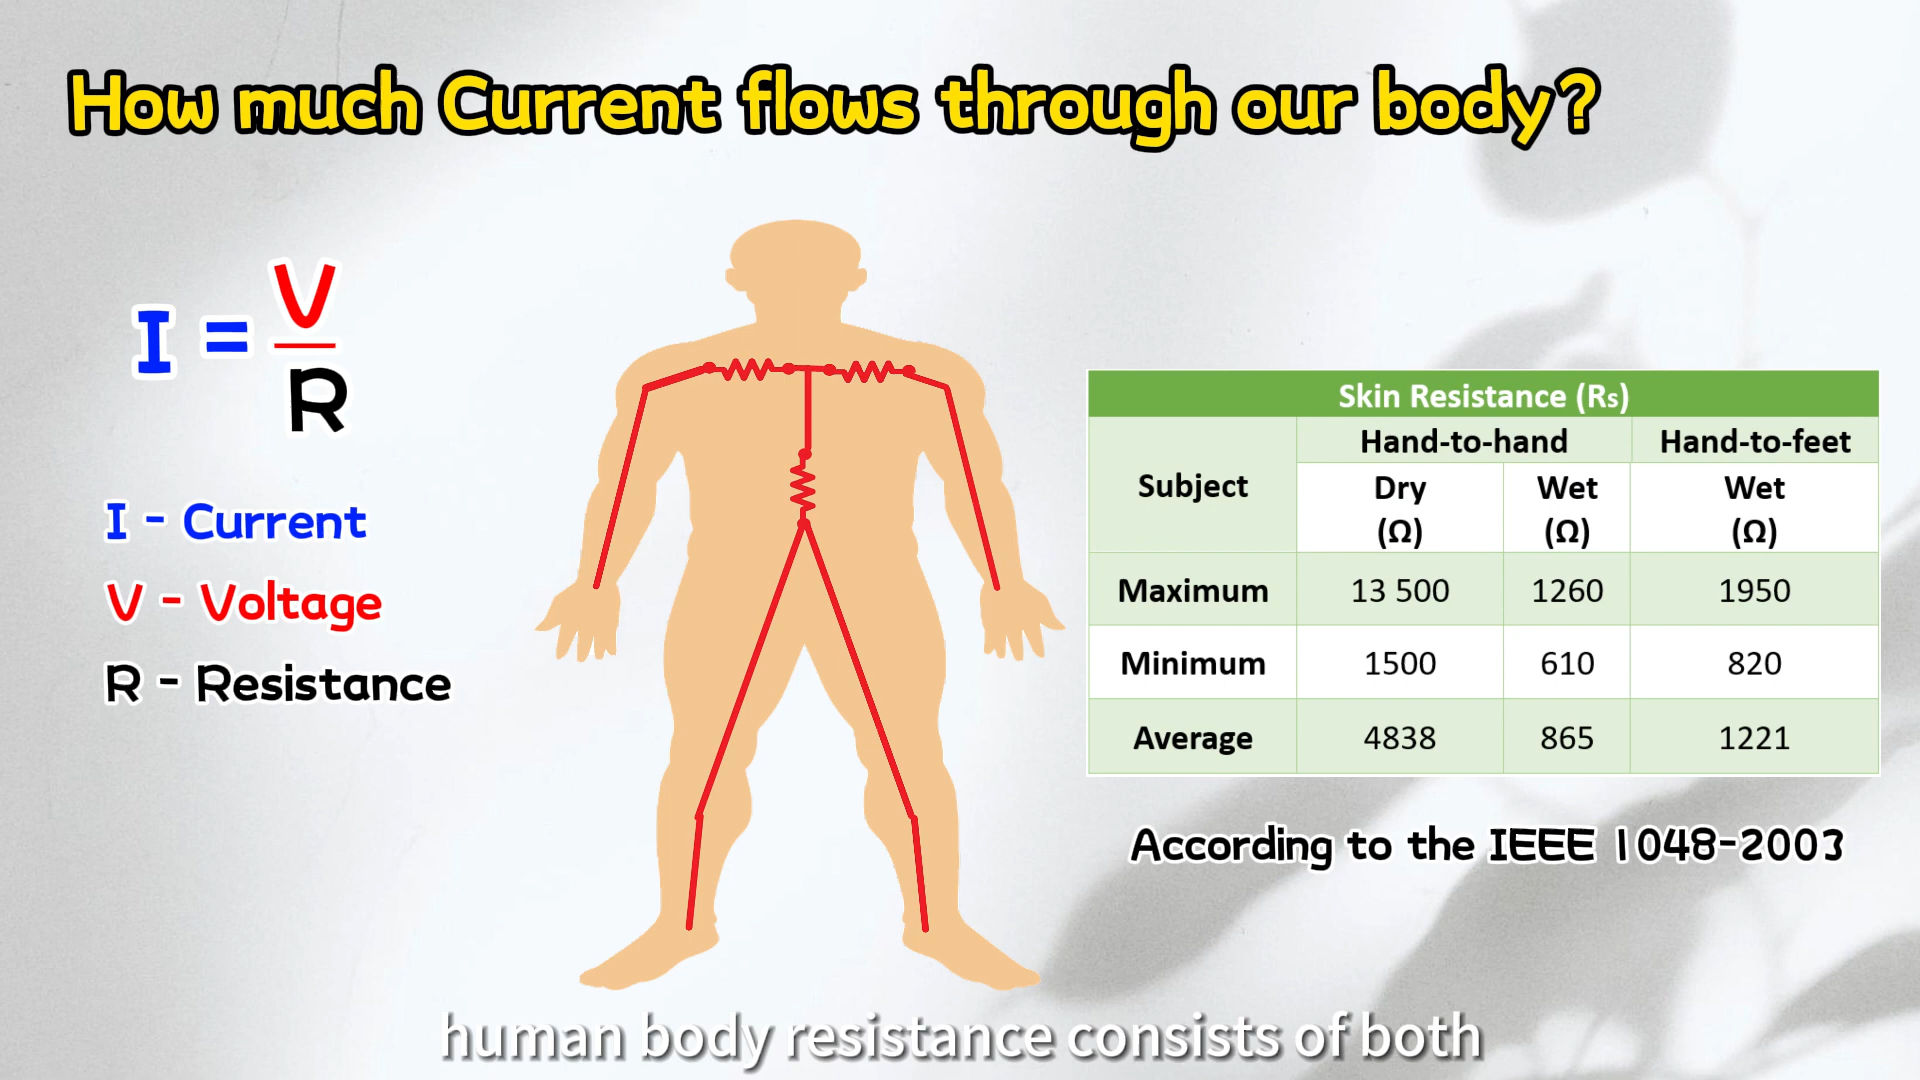 How much Current flows through our body?
I = V
R
I - Current
V - Voltage
R - Resistance
Skin Resistance (Rs)
Subject Hand-to-hand Hand-to-feet
Dry (Ω) Wet (Ω) Wet (Ω)
Maximum 13 500 1260 1950
Minimum 1500 610 820
Average 4838 865 1221
According to the IEEE 1048-2003
human body resistance consists of both